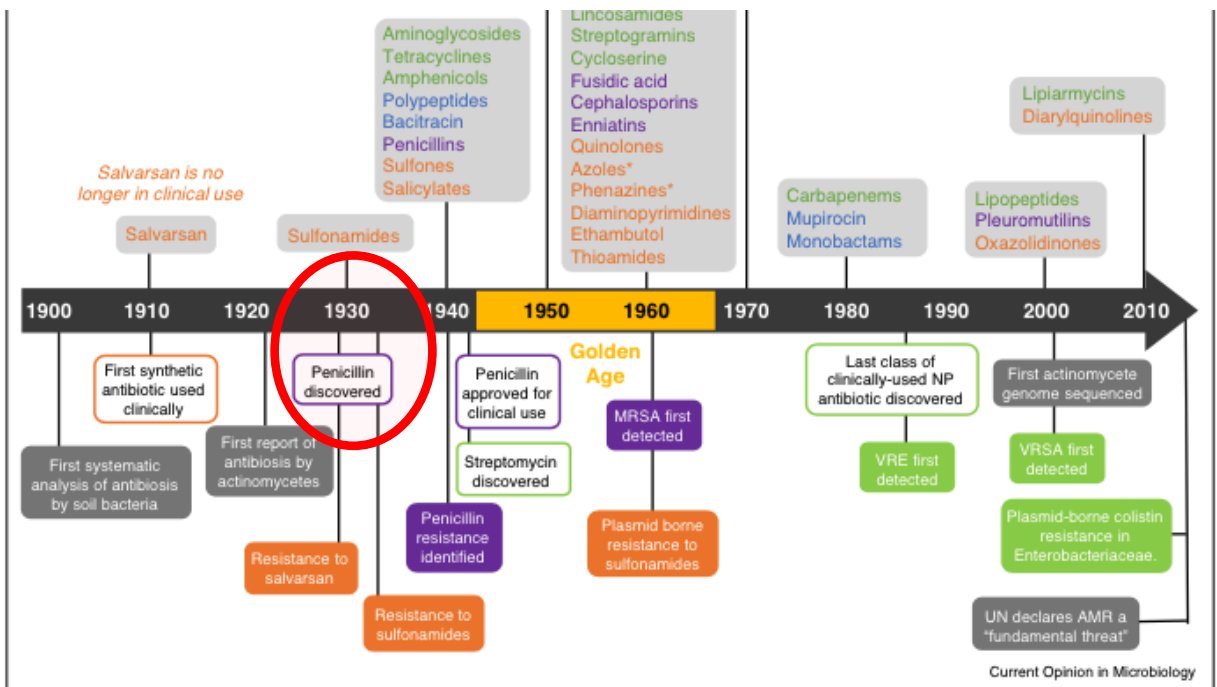 Aminoglycosides
Tetracyclines
Amphenicols
Polypeptides
Bacitracin
Penicillins
Sulfones
Salicylates
Lincosamides
Streptogramins
Cycloserine
Fusidic acid
Cephalosporins
Enniatins
Quinolones
Azoles*
Phenazines*
Diaminopyrimidines
Ethambutol
Thioamides
Lipiarmycins
Diarylquinolines
Salvarsan is no
longer in clinical use
Salvarsan
Sulfonamides
Carbapenems
Mupirocin
Monobactams
Lipopeptides
Pleuromutilins
Oxazolidinones
1900 1910 1920 1930 1940 1950 1960 1970 1980 1990 2000 2010
Golden
Age
First synthetic
antibiotic used
clinically
Penicillin
discovered
Penicillin
approved for
clinical use
MRSA first
detected
Last class of
clinically-used NP
antibiotic discovered
First actinomycete
genome sequenced
First systematic
analysis of antibiosis
by soil bacteria
First report of
antibiosis by
actinomycetes
Streptomycin
discovered
VRE first
detected
VRSA first
detected
Resistance to
salvarsan
Penicillin
resistance
identified
Plasmid borne
resistance to
sulfonamides
Plasmid-borne colistin
resistance in
Enterobacteriaceae.
Resistance to
sulfonamides
UN declares AMR a
"fundamental threat"
Current Opinion in Microbiology